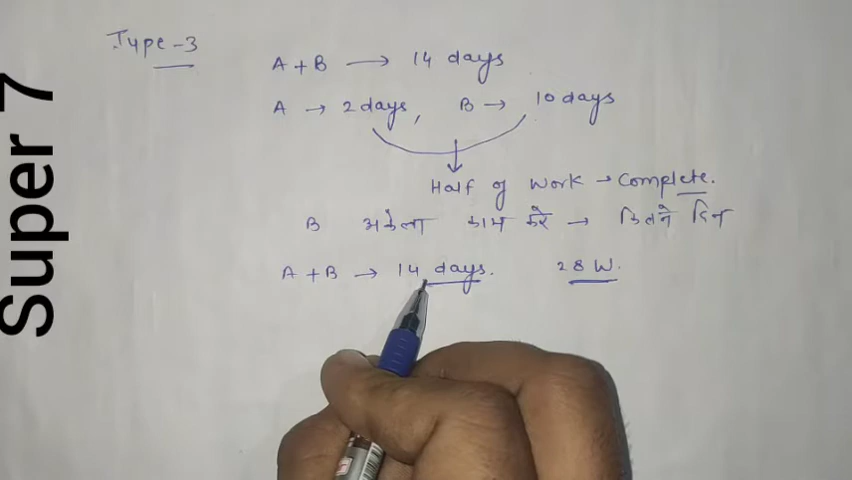 Super 7
Type-3
A+B → 14 days
A → 2 days, B → 10 days
Half of Work → Complete.
B अकेला काम करे → कितने दिन
A+B → 14 days. 28 W.